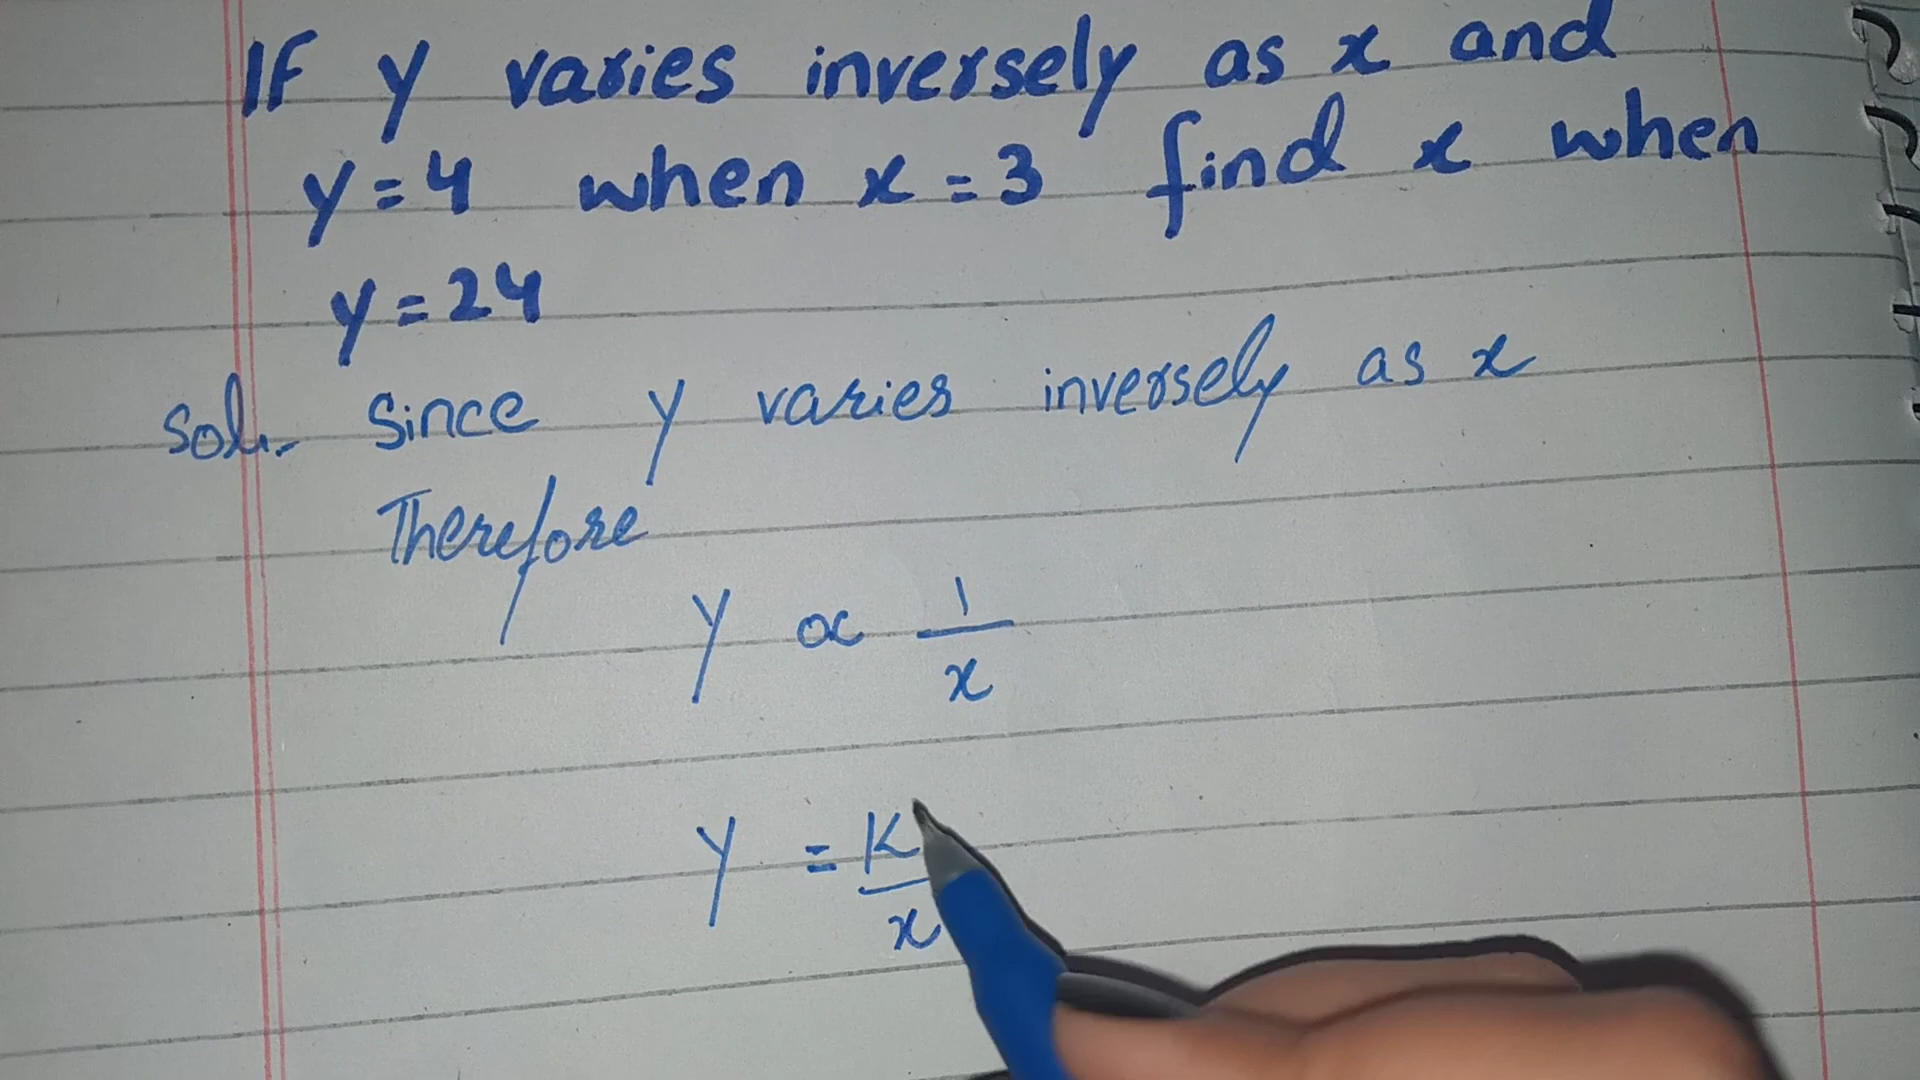 IF y varies inversely as x and
y = 4 when x = 3 find x when
y = 24
Sol. Since y varies inversely as x
Therefore
y ∝ 1/x
y = K/x